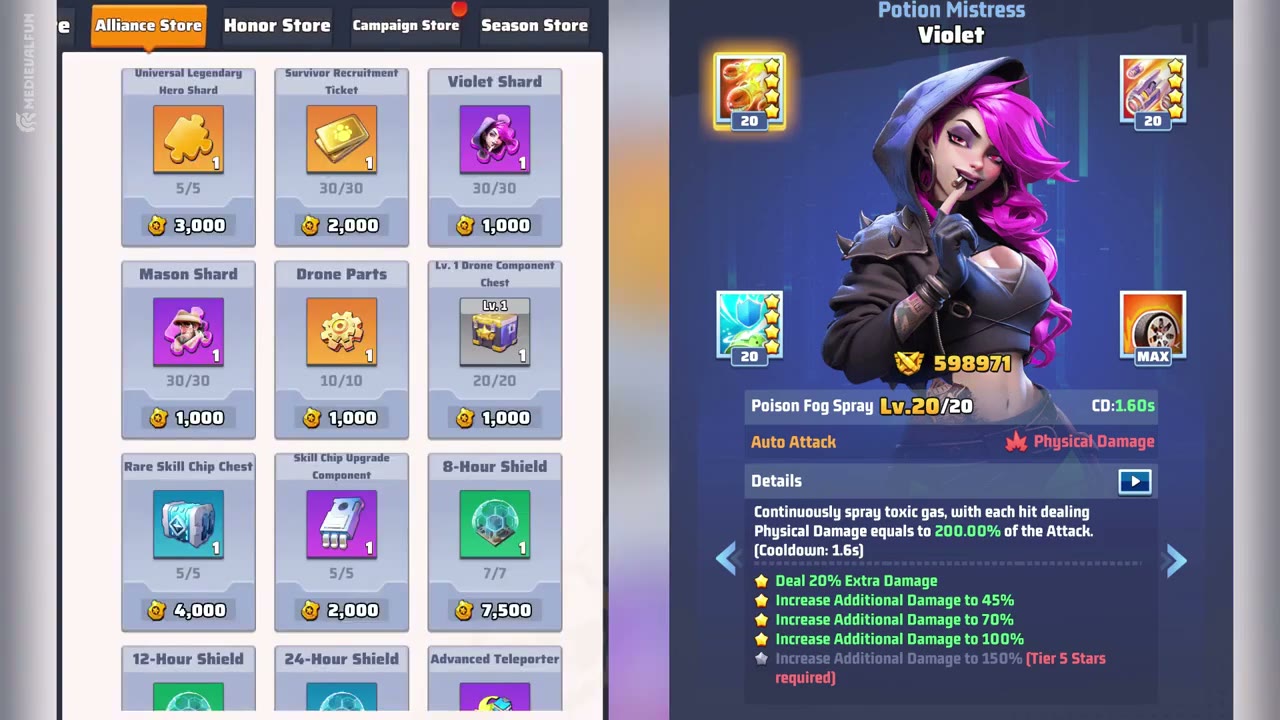 MEDIEVALFUN
e
Alliance Store
Honor Store
Campaign Store
Season Store
Universal Legendary
Hero Shard
1
5/5
3,000
Survivor Recruitment
Ticket
1
30/30
2,000
Violet Shard
1
30/30
1,000
Mason Shard
1
30/30
1,000
Drone Parts
1
10/10
1,000
Lv. 1 Drone Component
Chest
Lv. 1
1
20/20
1,000
Rare Skill Chip Chest
1
5/5
4,000
Skill Chip Upgrade
Component
1
5/5
2,000
8-Hour Shield
1
7/7
7,500
12-Hour Shield
24-Hour Shield
Advanced Teleporter
Potion Mistress
Violet
20
20
20
MAX
598971
Poison Fog Spray Lv.20/20
CD:1.60s
Auto Attack
Physical Damage
Details
Continuously spray toxic gas, with each hit dealing
Physical Damage equals to 200.00% of the Attack.
(Cooldown: 1.6s)
Deal 20% Extra Damage
Increase Additional Damage to 45%
Increase Additional Damage to 70%
Increase Additional Damage to 100%
Increase Additional Damage to 150% (Tier 5 Stars
required)